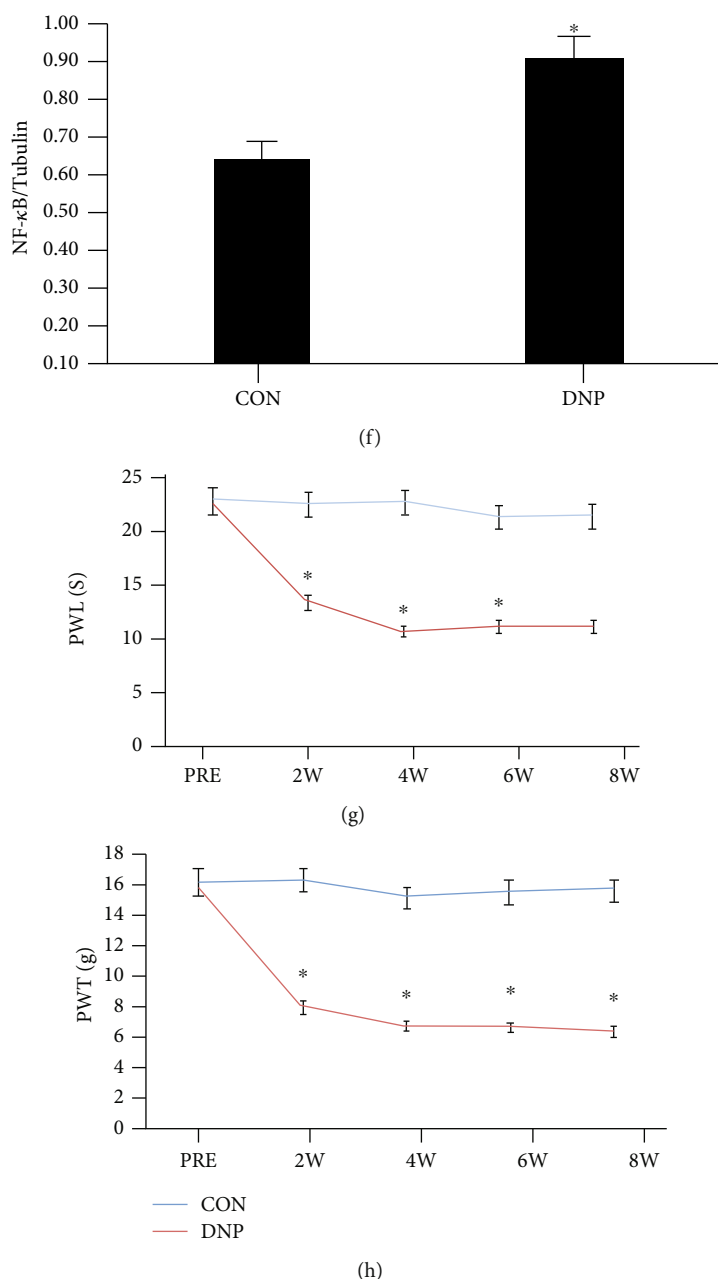 1.00
0.90
0.80
0.70
0.60
0.50
0.40
0.30
0.20
0.10
NF-κB/Tubulin
*
CON DNP
(f)
25
20
15
10
5
0
PWL (S)
* * *
PRE 2W 4W 6W 8W
(g)
18
16
14
12
10
8
6
4
2
0
PWT (g)
* * * *
PRE 2W 4W 6W 8W
CON
DNP
(h)